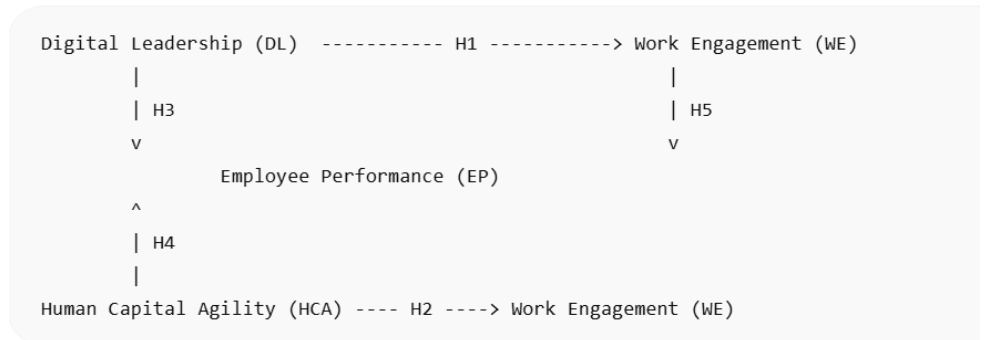 Digital Leadership (DL) ----------- H1 -----------> Work Engagement (WE)
| |
| H3 | H5
v v
Employee Performance (EP)
^
| H4
|
Human Capital Agility (HCA) ---- H2 ----> Work Engagement (WE)